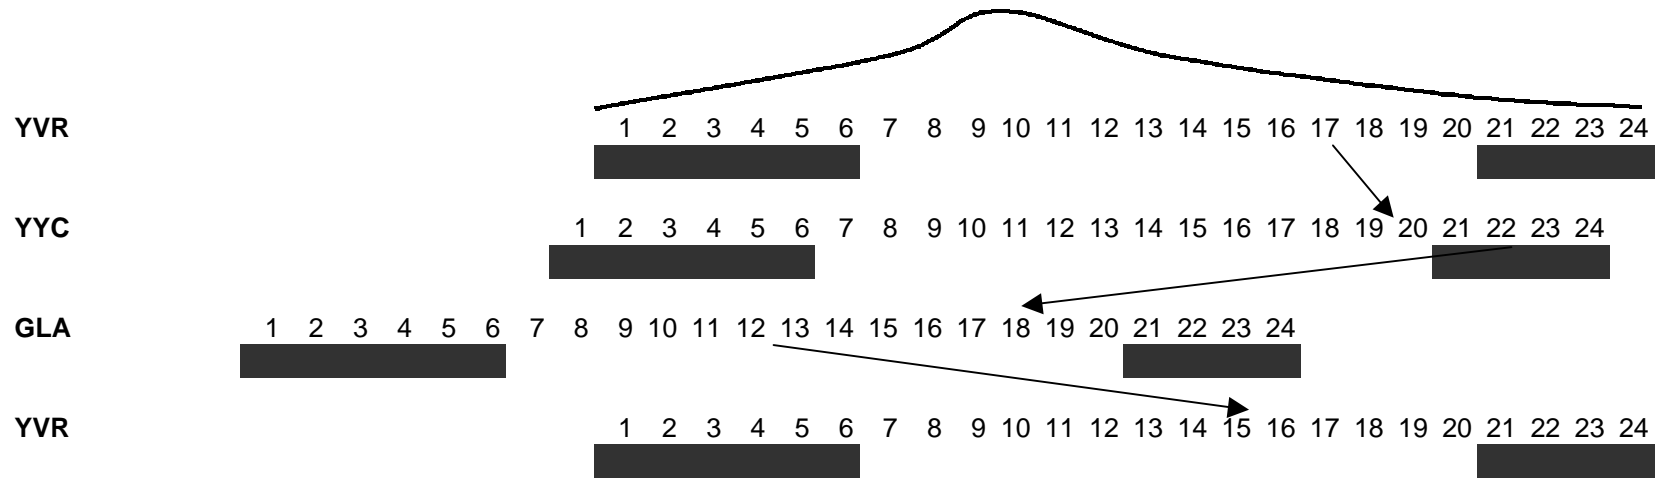 YVR 1 2 3 4 5 6 7 8 9 10 11 12 13 14 15 16 17 18 19 20 21 22 23 24
YYC 1 2 3 4 5 6 7 8 9 10 11 12 13 14 15 16 17 18 19 20 21 22 23 24
GLA 1 2 3 4 5 6 7 8 9 10 11 12 13 14 15 16 17 18 19 20 21 22 23 24
YVR 1 2 3 4 5 6 7 8 9 10 11 12 13 14 15 16 17 18 19 20 21 22 23 24